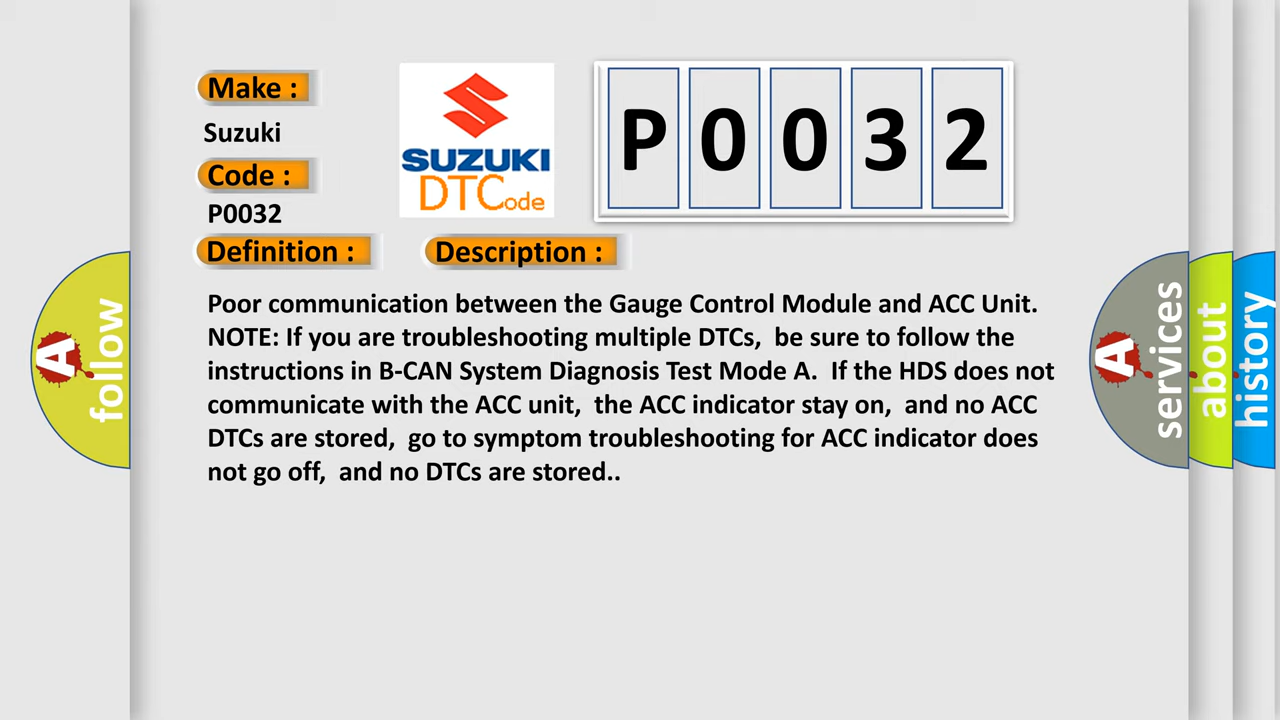 Make :
Suzuki
Code :
P0032
Definition :
Description :
SUZUKI
DTCode
P0032
Poor communication between the Gauge Control Module and ACC Unit.
NOTE: If you are troubleshooting multiple DTCs,  be sure to follow the
instructions in B-CAN System Diagnosis Test Mode A.  If the HDS does not
communicate with the ACC unit,  the ACC indicator stay on,  and no ACC
DTCs are stored,  go to symptom troubleshooting for ACC indicator does
not go off,  and no DTCs are stored..
A
follow
A
services
about
history